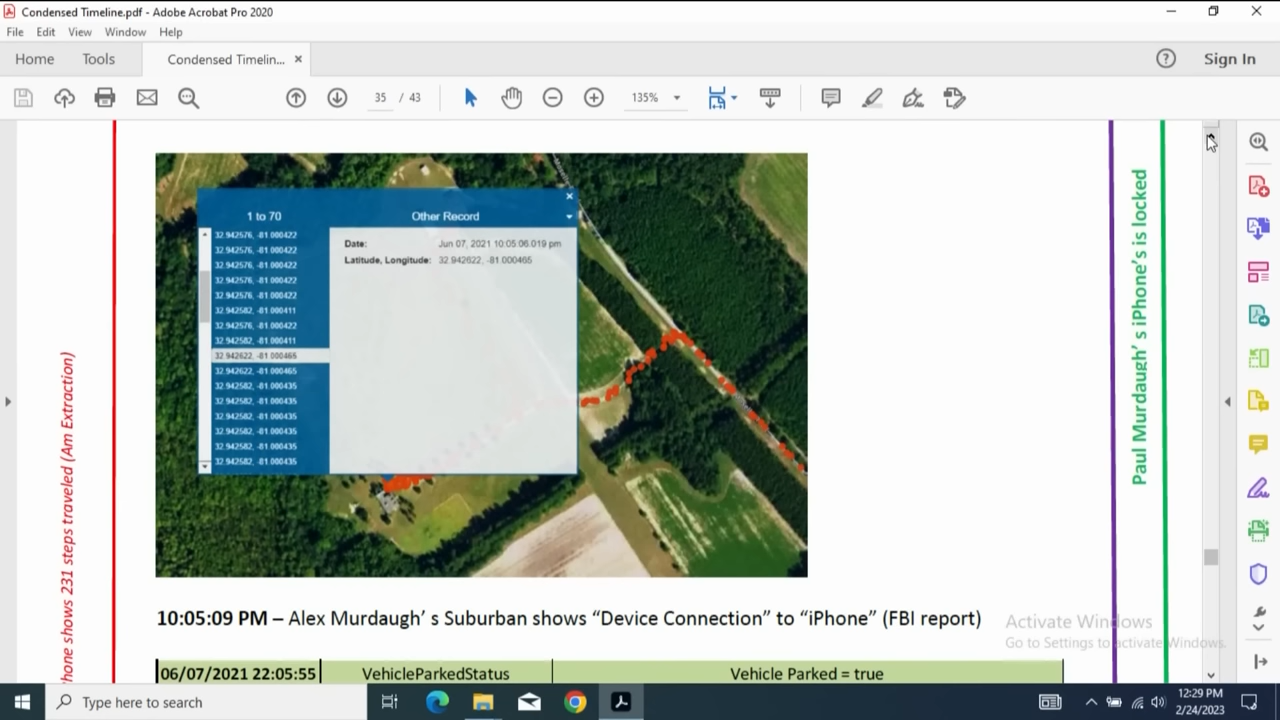 Condensed Timeline.pdf - Adobe Acrobat Pro 2020
File Edit View Window Help
Home Tools Condensed Timelin... ×
Sign In
35 / 43
135%
1 to 70 Other Record
32.942576, -81.000422
32.942576, -81.000422
32.942576, -81.000422
32.942576, -81.000422
32.942576, -81.000422
32.942582, -81.000411
32.942576, -81.000422
32.942582, -81.000411
32.942622, -81.000465
32.942622, -81.000465
32.942582, -81.000435
32.942582, -81.000435
32.942582, -81.000435
32.942582, -81.000435
32.942582, -81.000435
32.942582, -81.000435
Date: Jun 07, 2021 10:05:06.019 pm
Latitude, Longitude: 32.942622, -81.000465
hone shows 231 steps traveled (Am Extraction)
Paul Murdaugh' s iPhone's is locked
10:05:09 PM – Alex Murdaugh' s Suburban shows “Device Connection” to “iPhone” (FBI report)
Activate Windows
Go to Settings to activate Windows.
06/07/2021 22:05:55 VehicleParkedStatus Vehicle Parked = true
Type here to search
12:29 PM
2/24/2023